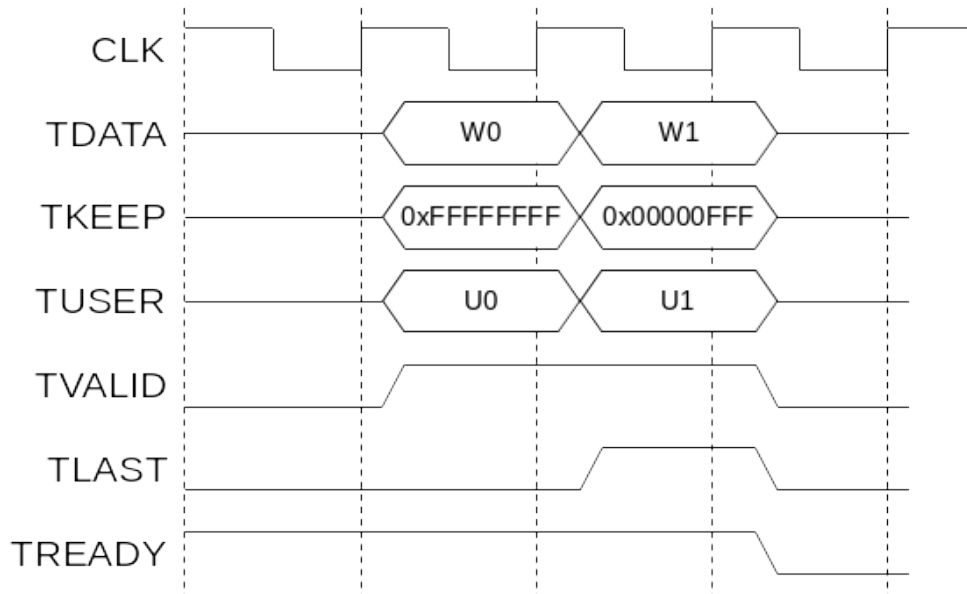 CLK
TDATA W0 W1
TKEEP 0xFFFFFFFF 0x00000FFF
TUSER U0 U1
TVALID
TLAST
TREADY